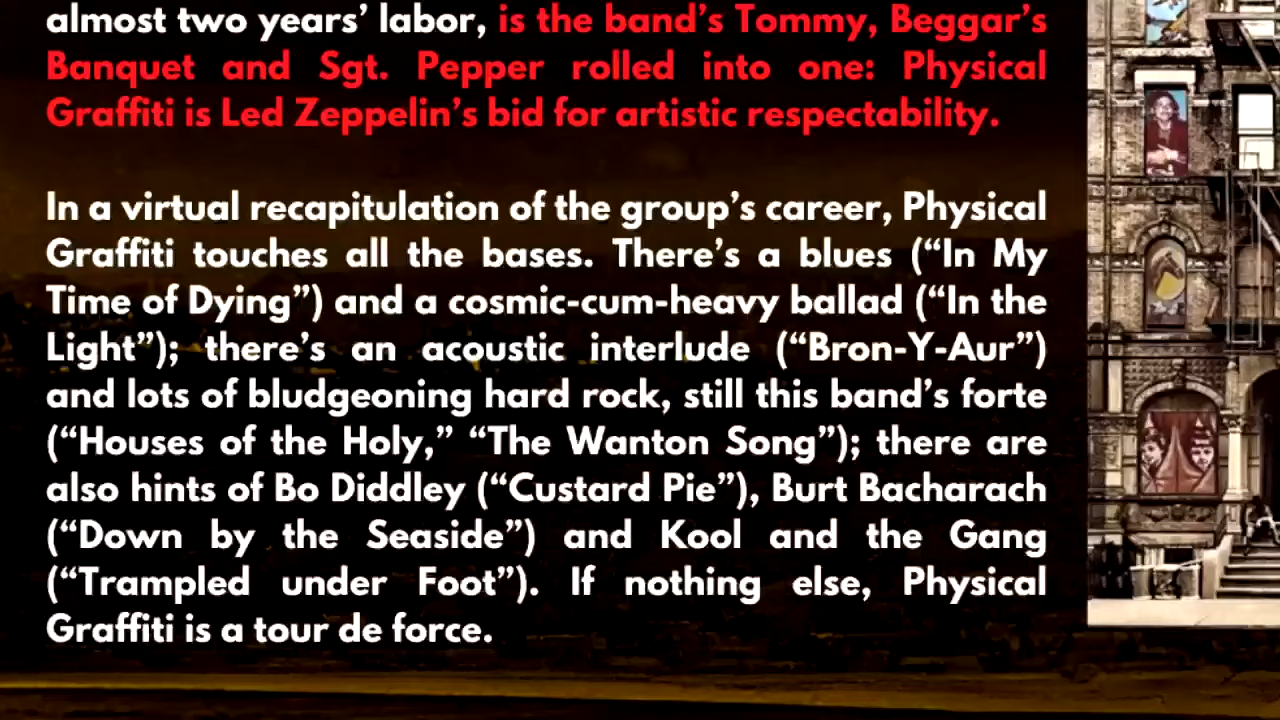 almost two years’ labor, is the band’s Tommy, Beggar’s
Banquet and Sgt. Pepper rolled into one: Physical
Graffiti is Led Zeppelin’s bid for artistic respectability.
In a virtual recapitulation of the group’s career, Physical
Graffiti touches all the bases. There’s a blues (“In My
Time of Dying”) and a cosmic-cum-heavy ballad (“In the
Light”); there’s an acoustic interlude (“Bron-Y-Aur”)
and lots of bludgeoning hard rock, still this band’s forte
(“Houses of the Holy,” “The Wanton Song”); there are
also hints of Bo Diddley (“Custard Pie”), Burt Bacharach
(“Down by the Seaside”) and Kool and the Gang
(“Trampled under Foot”). If nothing else, Physical
Graffiti is a tour de force.